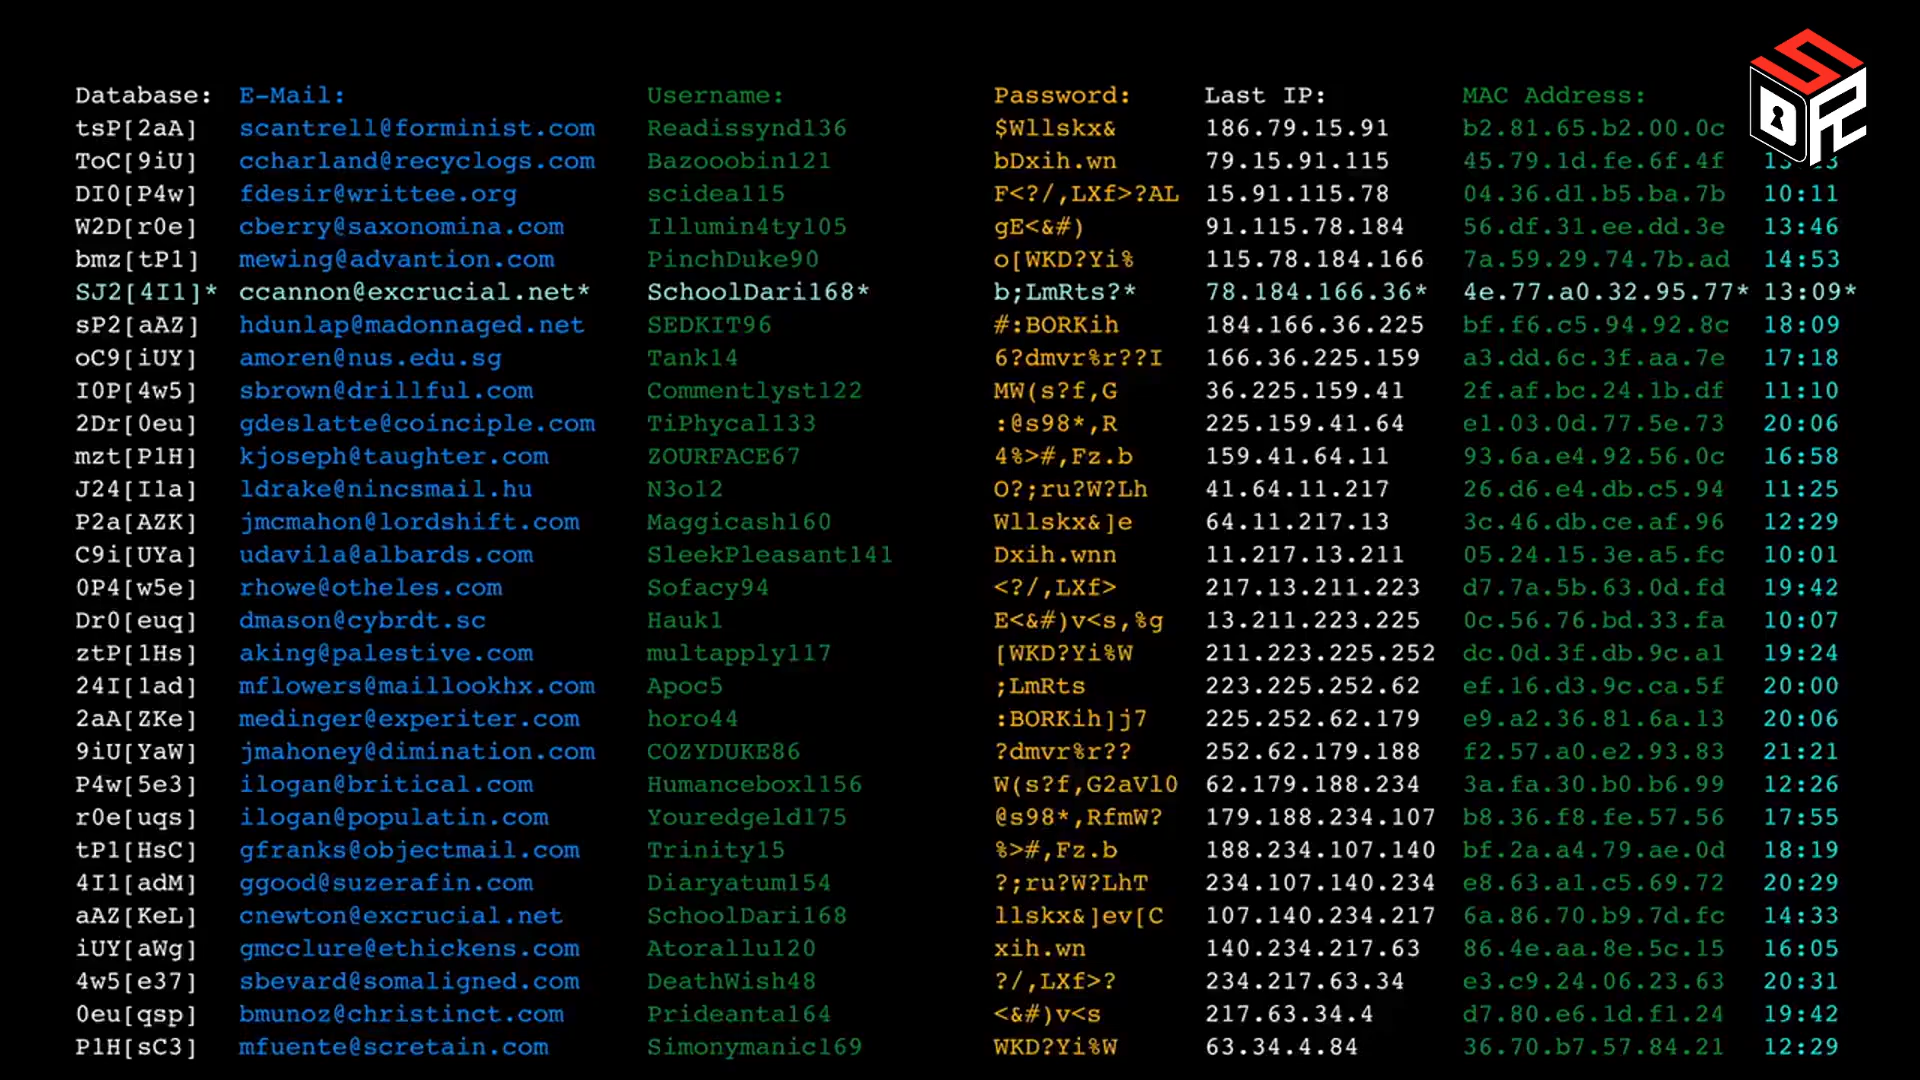 Database: E-Mail: Username: Password: Last IP: MAC Address:
tsP[2aA] scantrell@forminist.com Readissynd136 $Wllskx& 186.79.15.91 b2.81.65.b2.00.0c
ToC[9iU] ccharland@recyclogs.com Bazooobin121 bDxih.wn 79.15.91.115 45.79.1d.fe.6f.4f
DI0[P4w] fdesir@writtee.org scideal15 F<?/,LXf>?AL 15.91.115.78 04.36.d1.b5.ba.7b 10:11
W2D[r0e] cberry@saxonomina.com Illumin4ty105 gE<&#) 91.115.78.184 56.df.31.ee.dd.3e 13:46
bmz[tP1] mewing@advantion.com PinchDuke90 o[WKD?Yi% 115.78.184.166 7a.59.29.74.7b.ad 14:53
SJ2[4I1]* ccannon@excrucial.net* SchoolDari168* b;LmRts?* 78.184.166.36* 4e.77.a0.32.95.77* 13:09*
sP2[aAZ] hdunlap@madonnaged.net SEDKIT96 #:BORKih 184.166.36.225 bf.f6.c5.94.92.8c 18:09
oC9[iUY] amoren@nus.edu.sg Tank14 6?dmvr%r??I 166.36.225.159 a3.dd.6c.3f.aa.7e 17:18
I0P[4w5] sbrown@drillful.com Commentlyst122 MW(s?f,G 36.225.159.41 2f.af.bc.24.1b.df 11:10
2Dr[0eu] gdeslatte@coinciple.com TiPhycal133 :@s98*,R 225.159.41.64 e1.03.0d.77.5e.73 20:06
mzt[P1H] kjoseph@taughter.com ZOURFACE67 4%>#,Fz.b 159.41.64.11 93.6a.e4.92.56.0c 16:58
J24[I1a] ldrake@nincsmail.hu N3o12 O?;ru?W?Lh 41.64.11.217 26.d6.e4.db.c5.94 11:25
P2a[AZK] jmcmahon@lordshift.com Maggicash160 Wllskx&]e 64.11.217.13 3c.46.db.ce.af.96 12:29
C9i[UYa] udavila@albards.com SleekPleasant141 Dxih.wnn 11.217.13.211 05.24.15.3e.a5.fc 10:01
0P4[w5e] rhowe@otheles.com Sofacy94 <?/,LXf> 217.13.211.223 d7.7a.5b.63.0d.fd 19:42
Dr0[euq] dmason@cybrdt.sc Hauk1 E<&#)v<s,%g 13.211.223.225 0c.56.76.bd.33.fa 10:07
ztP[1Hs] aking@palestive.com multapply117 [WKD?Yi%W 211.223.225.252 dc.0d.3f.db.9c.a1 19:24
24I[1ad] mflowers@maillookhx.com Apoc5 ;LmRts 223.225.252.62 ef.16.d3.9c.ca.5f 20:00
2aA[ZKe] medinger@experiter.com horo44 :BORKih]j7 225.252.62.179 e9.a2.36.81.6a.13 20:06
9iU[YaW] jmahoney@dimination.com COZYDUKE86 ?dmvr%r?? 252.62.179.188 f2.57.a0.e2.93.83 21:21
P4w[5e3] ilogan@britical.com Humanceboxl156 W(s?f,G2aVl0 62.179.188.234 3a.fa.30.b0.b6.99 12:26
r0e[uqs] ilogan@populatin.com Youredgeld175 @s98*,RfmW? 179.188.234.107 b8.36.f8.fe.57.56 17:55
tP1[HsC] gfranks@objectmail.com Trinity15 %>#,Fz.b 188.234.107.140 bf.2a.a4.79.ae.0d 18:19
4I1[adM] ggood@suzerafin.com Diaryatum154 ?;ru?W?LhT 234.107.140.234 e8.63.a1.c5.69.72 20:29
aAZ[KeL] cnewton@excrucial.net SchoolDari168 llskx&]ev[C 107.140.234.217 6a.86.70.b9.7d.fc 14:33
iUY[aWg] gmcclure@ethickens.com Atorallu120 xih.wn 140.234.217.63 86.4e.aa.8e.5c.15 16:05
4w5[e37] sbevard@somaligned.com DeathWish48 ?/,LXf>? 234.217.63.34 e3.c9.24.06.23.63 20:31
0eu[qsp] bmunoz@christinct.com Prideanta164 <&#)v<s 217.63.34.4 d7.80.e6.1d.f1.24 19:42
P1H[sC3] mfuente@scretain.com Simonymanic169 WKD?Yi%W 63.34.4.84 36.70.b7.57.84.21 12:29